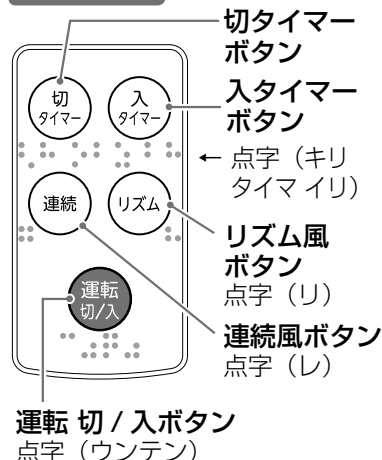 切タイマー
ボタン
入タイマー
ボタン
切
タイマー
入
タイマー
← 点字（キリ
タイマ イリ）
連続
リズム
リズム風
ボタン
点字（リ）
運転
切/入
連続風ボタン
点字（レ）
運転 切 / 入ボタン
点字（ウンテン）